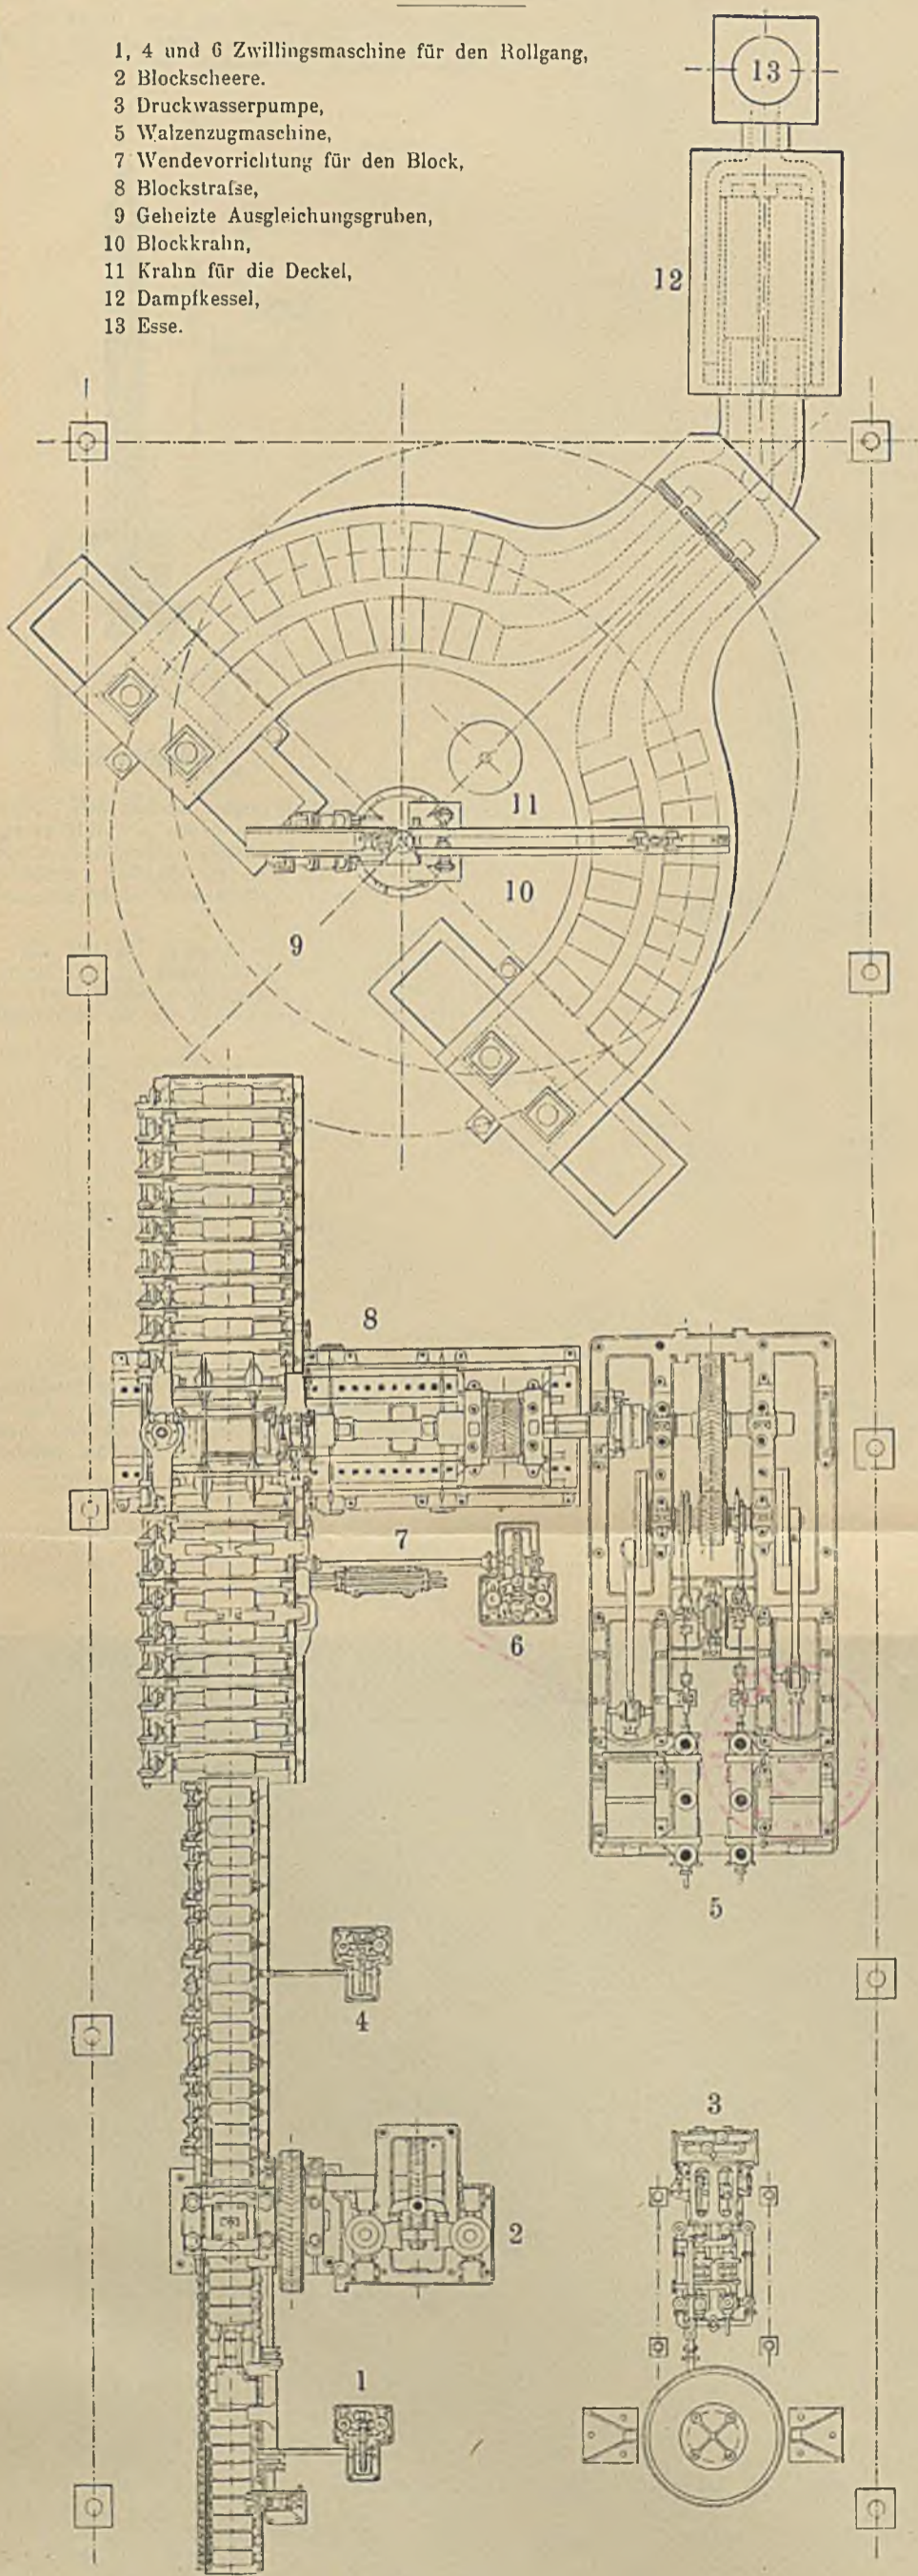 1, 4 und 6 Zwillingsmaschine für den Rollgang,
2 Blockscheere.
3 Druckwasserpumpe,
5 Walzenzugmaschine,
7 Wendevorrichtung für den Block,
8 Blockstraſse,
9 Geheizte Ausgleichungsgruben,
10 Blockkrahn,
11 Krahn für die Deckel,
12 Dampfkessel,
13 Esse.
13
12
11
10
9
8
7
6
5
4
3
2
1